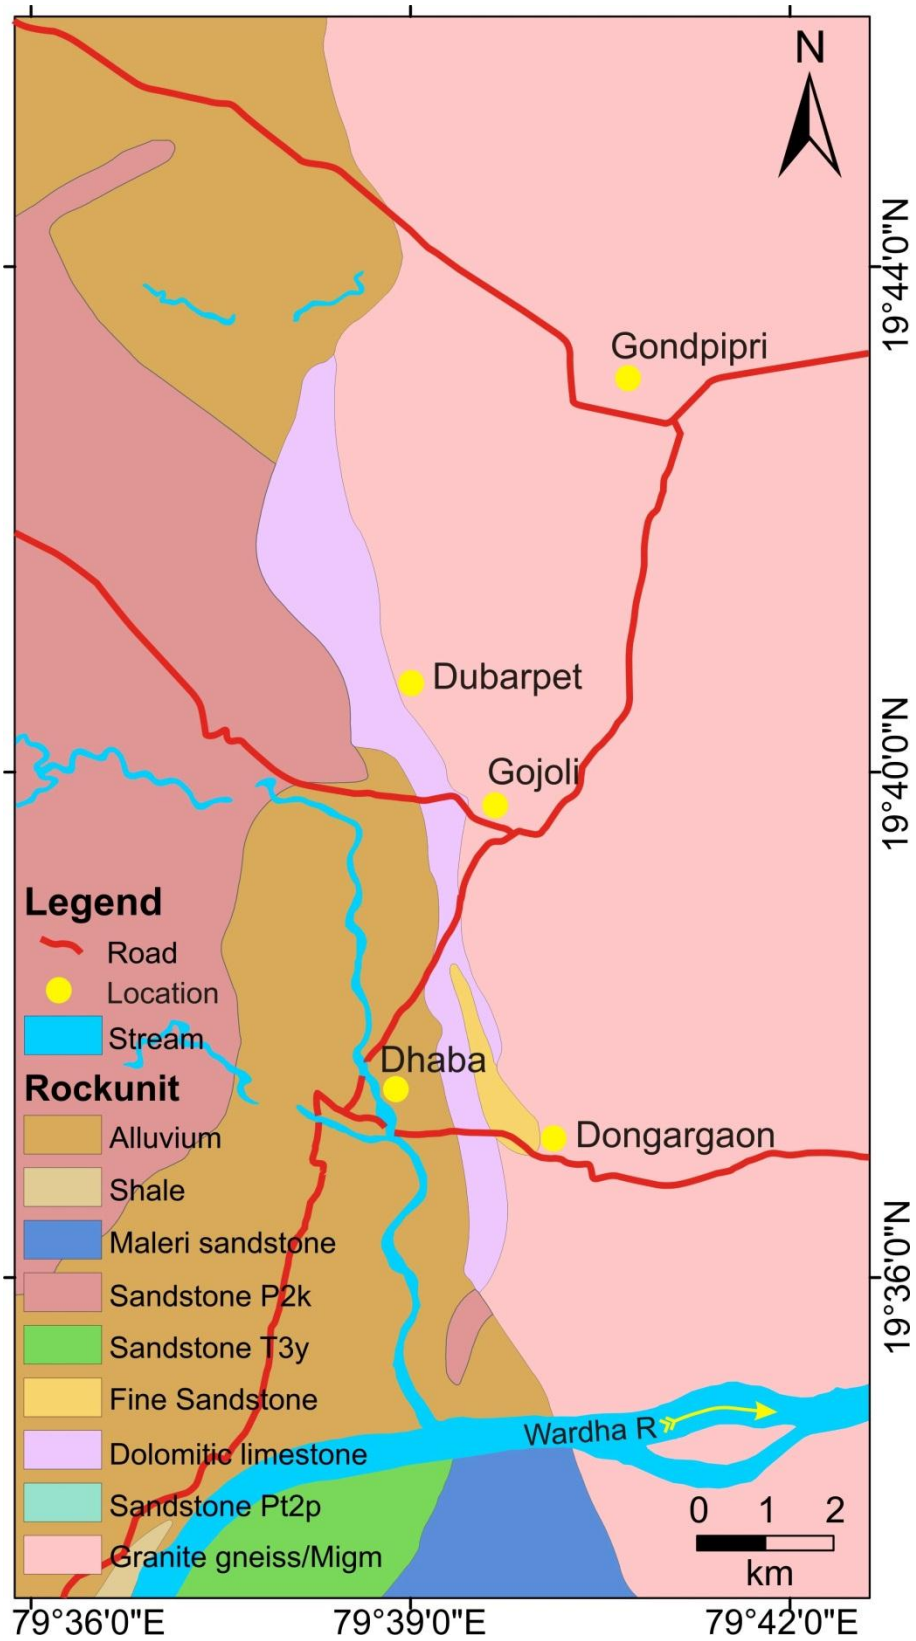 N
19°44'0"N
Gondpipri
Dubarpet
Gojoli
19°40'0"N
Legend
Road
Location
Stream
Rockunit
Alluvium
Shale
Maleri sandstone
Sandstone P2k
Sandstone T3y
Fine Sandstone
Dolomitic limestone
Sandstone Pt2p
Granite gneiss/Migm
Dhaba
Dongargaon
19°36'0"N
Wardha R
0 1 2
km
79°36'0"E 79°39'0"E 79°42'0"E